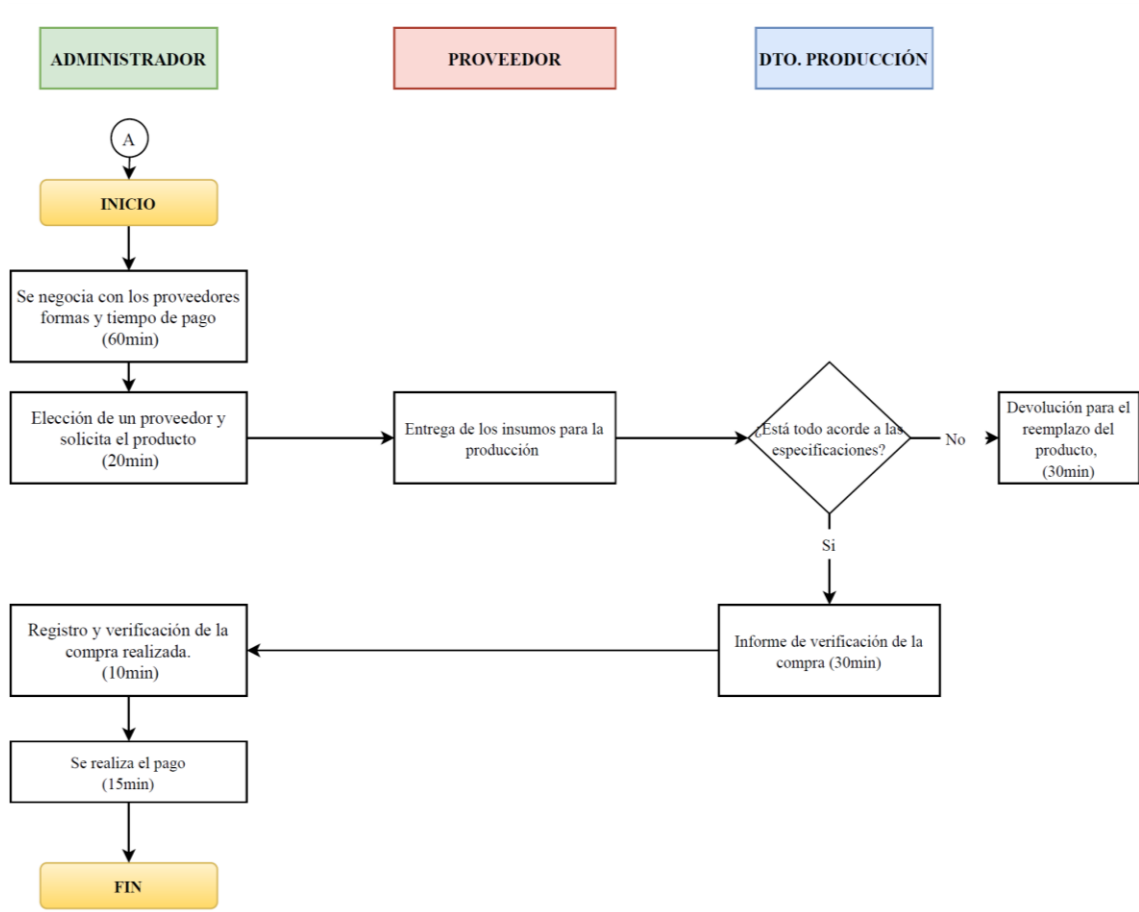 ADMINISTRADOR
PROVEEDOR
DTO. PRODUCCIÓN
A
INICIO
Se negocia con los proveedores
formas y tiempo de pago
(60min)
Elección de un proveedor y
solicita el producto
(20min)
Entrega de los insumos para la
producción
¿Está todo acorde a las
especificaciones?
No
Devolución para el
reemplazo del
producto,
(30min)
Si
Informe de verificación de la
compra (30min)
Registro y verificación de la
compra realizada.
(10min)
Se realiza el pago
(15min)
FIN